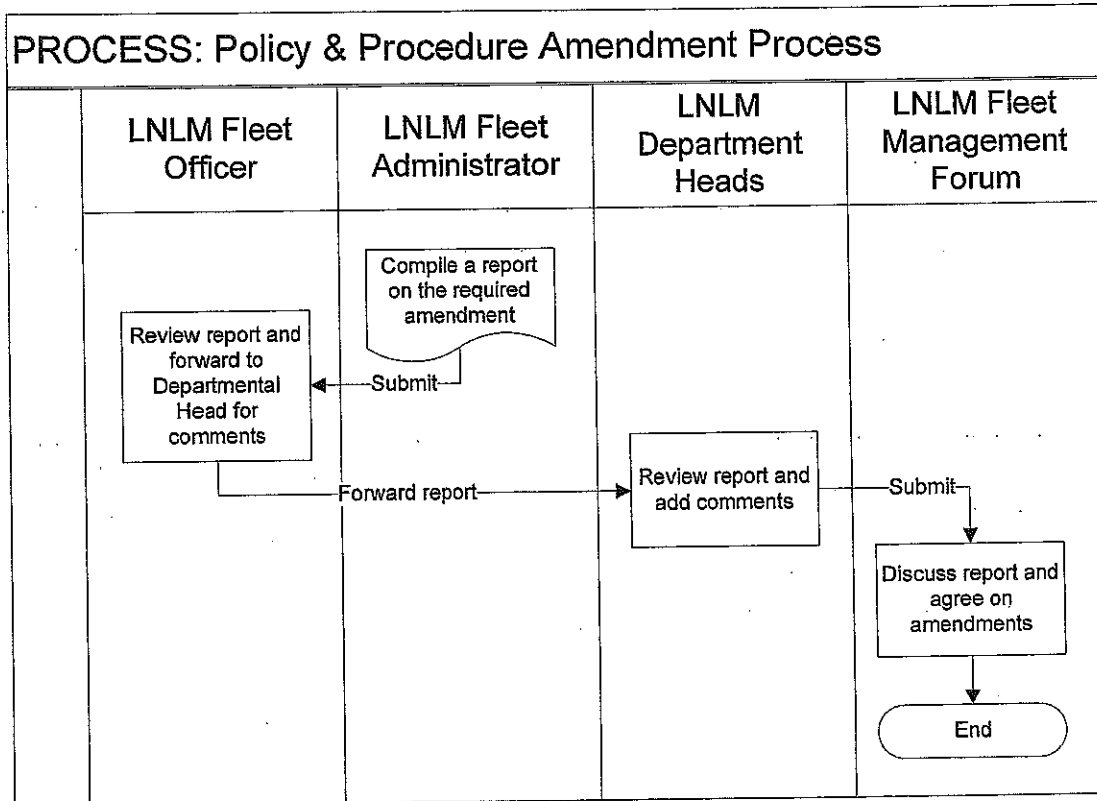 PROCESS: Policy & Procedure Amendment Process
LNLM Fleet
Officer
LNLM Fleet
Administrator
LNLM
Department
Heads
LNLM Fleet
Management
Forum
Compile a report
on the required
amendment
Review report and
forward to
Departmental
Head for
comments
Submit
Forward report
Review report and
add comments
Submit
Discuss report and
agree on
amendments
End